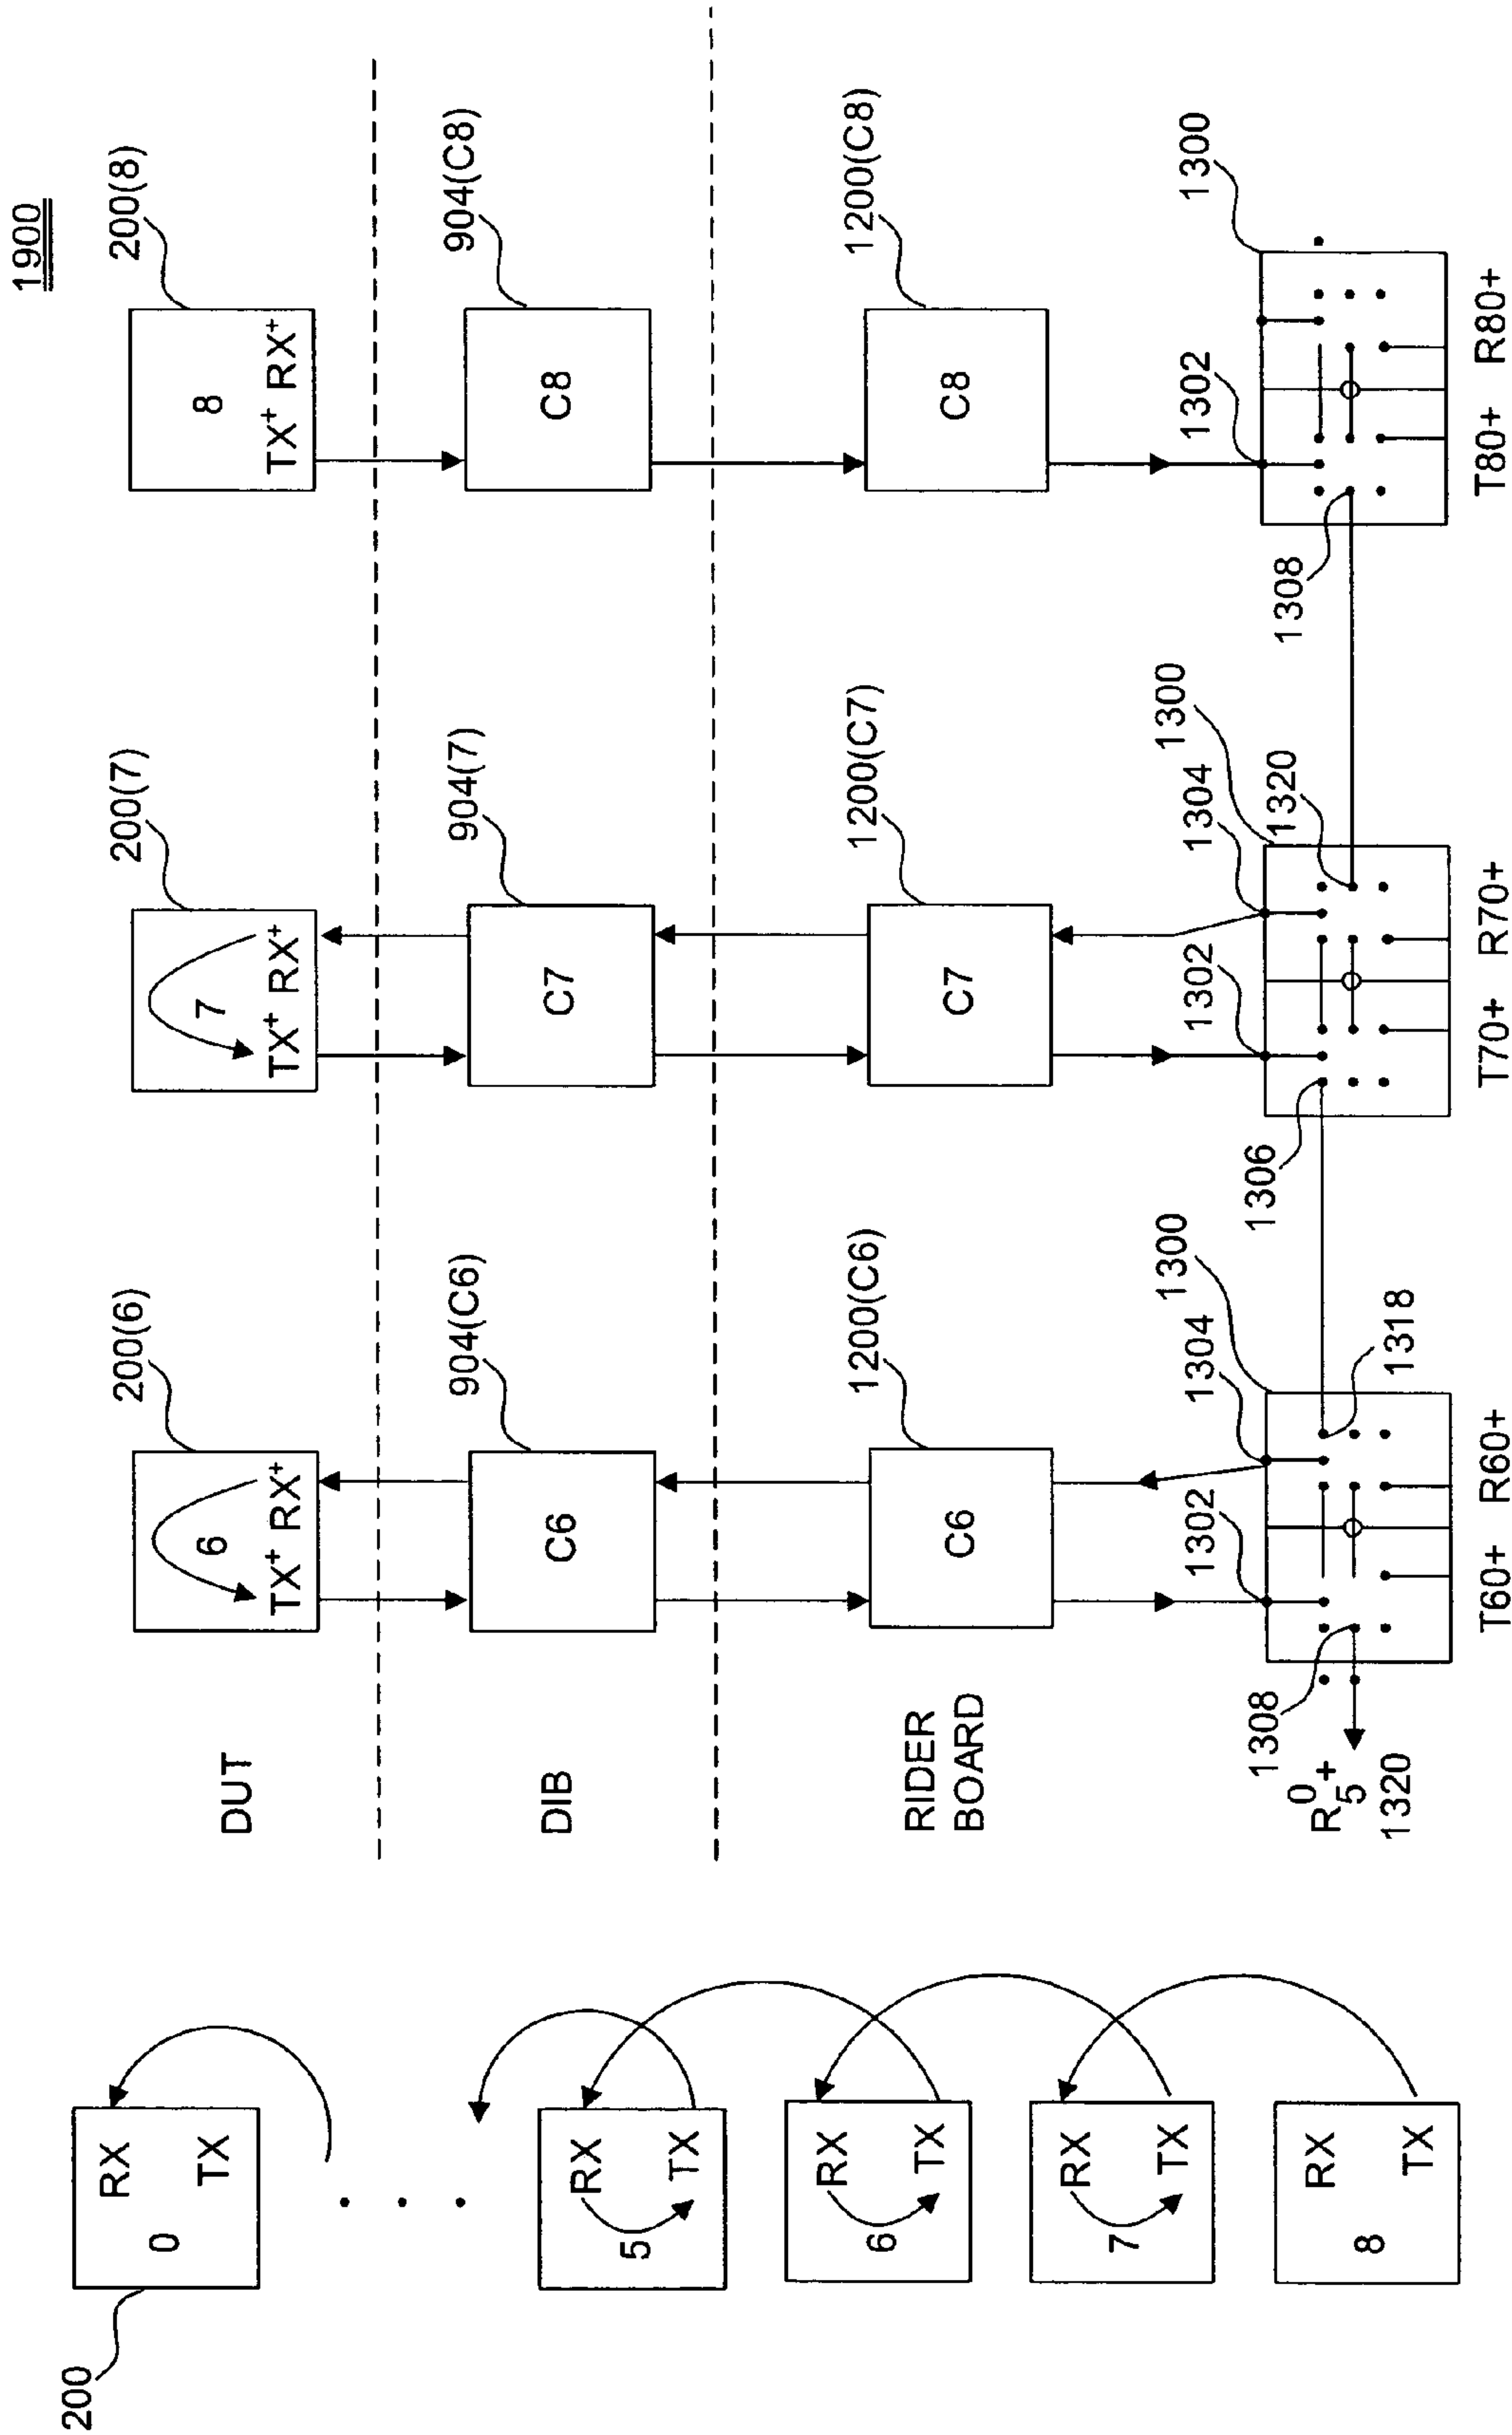 1900
200
0
RX
TX
5
RX
TX
6
RX
TX
7
RX
TX
8
RX
TX
DUT
200(6)
6
TX+ RX+
200(7)
7
TX+ RX+
200(8)
8
TX+ RX+
DIB
904(C6)
C6
904(7)
C7
904(C8)
C8
RIDER
BOARD
1200(C6)
C6
1200(C7)
C7
1200(C8)
C8
1302
1304
1300
1302
1304
1300
1302
1300
1308
1318
1306
1320
1308
R0
5+
1320
T60+ R60+
T70+ R70+
T80+ R80+